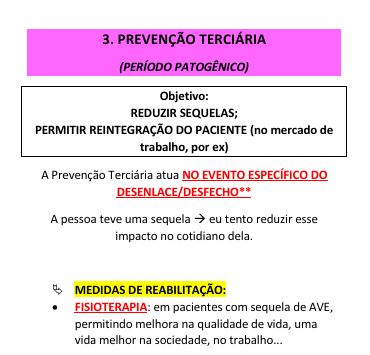 3. PREVENÇÃO TERCIÁRIA
(PERÍODO PATOGÊNICO)
Objetivo:
REDUZIR SEQUELAS;
PERMITIR REINTEGRAÇÃO DO PACIENTE (no mercado de
trabalho, por ex)
A Prevenção Terciária atua NO EVENTO ESPECÍFICO DO
DESENLACE/DESFECHO**
A pessoa teve uma sequela → eu tento reduzir esse
impacto no cotidiano dela.
MEDIDAS DE REABILITAÇÃO:
• FISIOTERAPIA: em pacientes com sequela de AVE,
permitindo melhora na qualidade de vida, uma
vida melhor na sociedade, no trabalho...